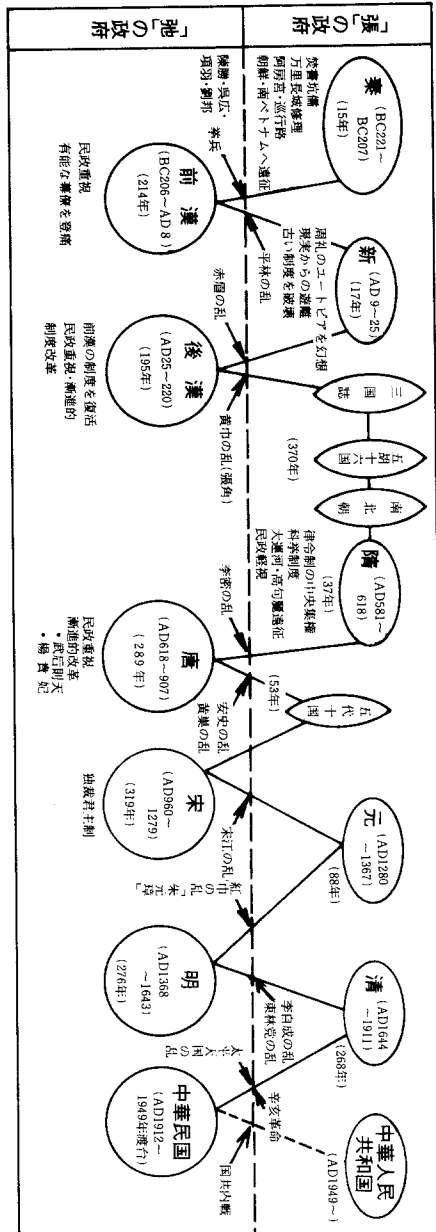 「張」の政府
「弛」の政府
秦 (BC221~
BC207)
(15年)
焚書坑儒
万里長城修理
阿房宮・巡行路
朝鮮・南ベトナムへ遠征
陳勝・呉広・挙兵
項羽・劉邦
前漢
(BC206~AD8)
(214年)
民政重視
有能な幕僚を登痛
平林の乱
新 (AD9~25)
(17年)
周礼のユートピアを幻想
現実からの遊離
古い制度を破壊
赤眉の乱
後漢
(AD25~220)
(195年)
前漢の制度を復活
民政重視・漸進的
制度改革
黄巾の乱(張角)
三国誌
五胡十六国
南北朝
(370年)
隋 (AD581~
618)
(37年)
律令制の中央集権
科挙制度
大運河・高句麗遠征
民政軽視
李密の乱
唐
(AD618~907)
(289年)
民政重視
漸進的改革
・武后則天
・楊貴妃
安史の乱
黄巣の乱
五代十国
(53年)
宋
(AD960~
1279)
(319年)
独裁君主制
宋江の乱
元 (AD1280
~1367)
(88年)
紅巾の乱「朱元璋」
明
(AD1368
~1643)
(276年)
李自成の乱
東林党の乱
清
(AD1644
~1911)
(268年)
太平天国の乱
辛亥革命
中華民国
(AD1912~
1949年渡台)
国共内戦
中華人民
共和国
(AD1949~)